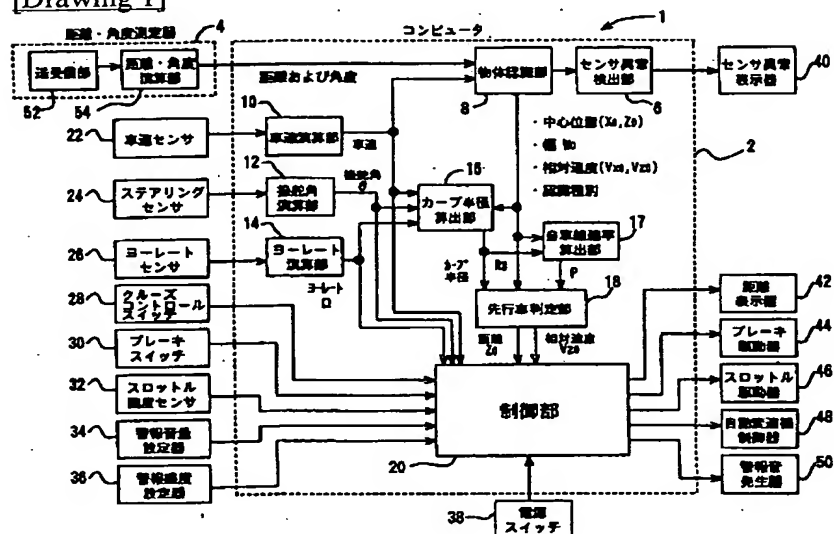 [Drawing 1]
距離・角度測定器
4
コンピュータ
1
送受信部
52
距離・角度
演算部
54
距離および角度
物体認識部
8
センサ異常
検出部
6
センサ異常
表示器
40
車速センサ
22
10
車速演算部
車速
・中心位置(X0,Z0)
・幅 W0
・相対速度(Vx0,Vz0)
・認識種別
2
ステアリング
センサ
24
12
操舵角
演算部
操舵角
θ
16
カーブ半径
算出部
ヨーレート
センサ
26
14
ヨーレート
演算部
ヨーレート
Ω
自車線確率
算出部
17
カーブ
半径
P
クルーズ
コントロール
スイッチ
28
先行車判定部
18
距離
表示器
42
ブレーキ
スイッチ
30
距離
Z0
相対速度
Vz0
ブレーキ
駆動器
44
スロットル
開度センサ
32
制御部
20
スロットル
駆動器
46
警報音量
設定器
34
自動変速機
制御器
48
警報感度
設定器
36
警報音
発生器
50
電源
スイッチ
38